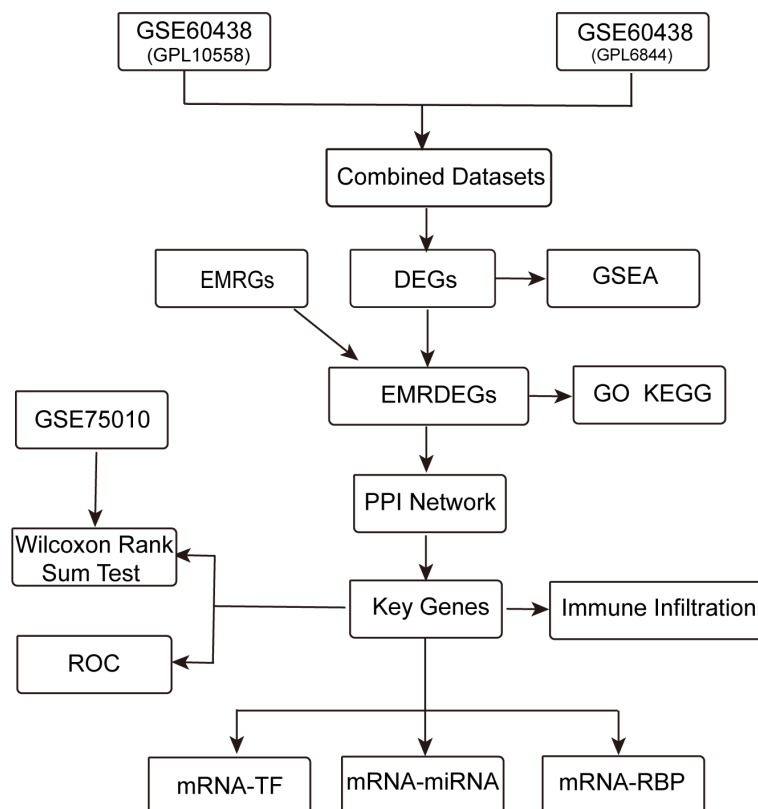 GSE60438
(GPL10558)
GSE60438
(GPL6844)
Combined Datasets
EMRGs
DEGs
GSEA
EMRDEGs
GO KEGG
GSE75010
PPI Network
Wilcoxon Rank
Sum Test
Key Genes
Immune Infiltration
ROC
mRNA-TF
mRNA-miRNA
mRNA-RBP